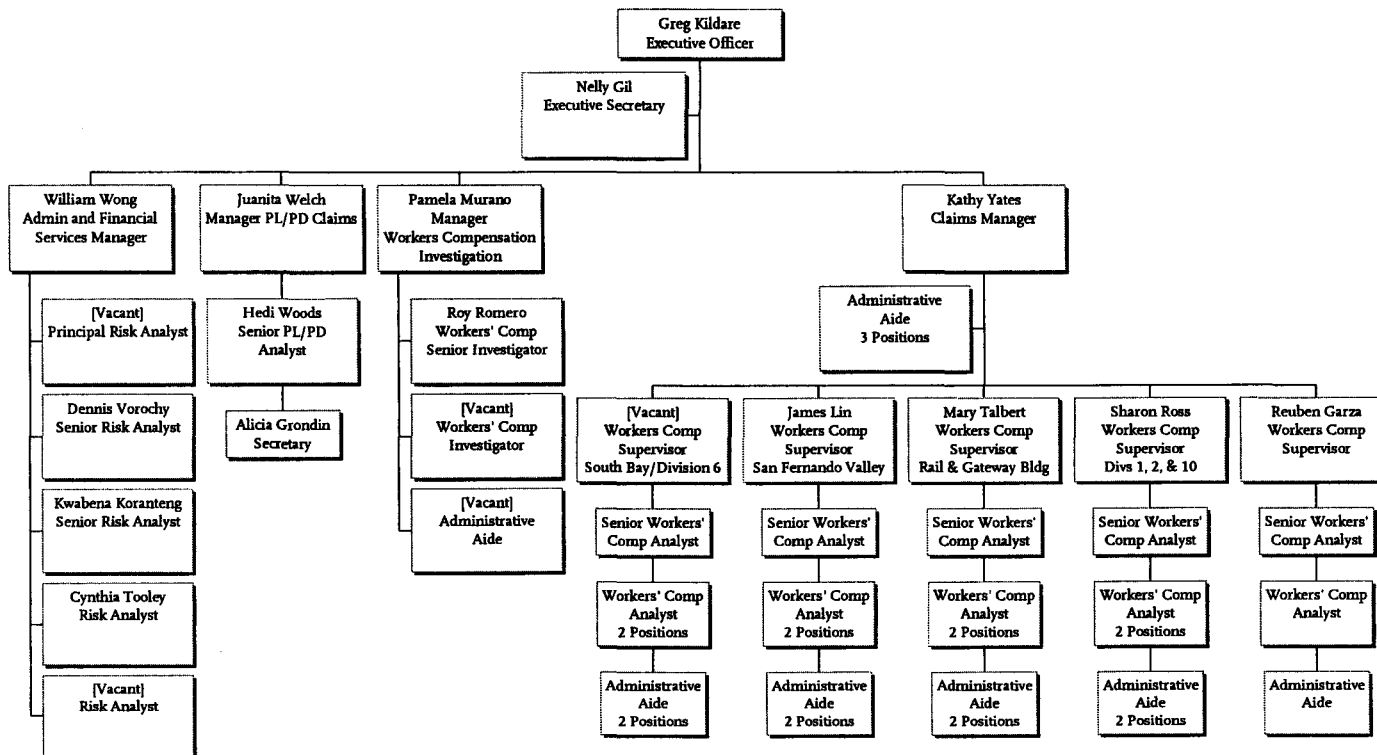 Greg Kildare
Executive Officer
Nelly Gil
Executive Secretary
William Wong
Admin and Financial
Services Manager
Juanita Welch
Manager PL/PD Claims
Pamela Murano
Manager
Workers Compensation
Investigation
Kathy Yates
Claims Manager
[Vacant]
Principal Risk Analyst
Dennis Vorochy
Senior Risk Analyst
Kwabena Koranteng
Senior Risk Analyst
Cynthia Tooley
Risk Analyst
[Vacant]
Risk Analyst
Hedi Woods
Senior PL/PD
Analyst
Alicia Grondin
Secretary
Roy Romero
Workers' Comp
Senior Investigator
[Vacant]
Workers' Comp
Investigator
[Vacant]
Administrative
Aide
Administrative
Aide
3 Positions
[Vacant]
Workers Comp
Supervisor
South Bay/Division 6
Senior Workers'
Comp Analyst
Workers' Comp
Analyst
2 Positions
Administrative
Aide
2 Positions
James Lin
Workers Comp
Supervisor
San Fernando Valley
Senior Workers'
Comp Analyst
Workers' Comp
Analyst
2 Positions
Administrative
Aide
2 Positions
Mary Talbert
Workers Comp
Supervisor
Rail & Gateway Bldg
Senior Workers'
Comp Analyst
Workers' Comp
Analyst
2 Positions
Administrative
Aide
2 Positions
Sharon Ross
Workers Comp
Supervisor
Divs 1, 2, & 10
Senior Workers'
Comp Analyst
Workers' Comp
Analyst
2 Positions
Administrative
Aide
2 Positions
Reuben Garza
Workers Comp
Supervisor
Senior Workers'
Comp Analyst
Workers' Comp
Analyst
Administrative
Aide